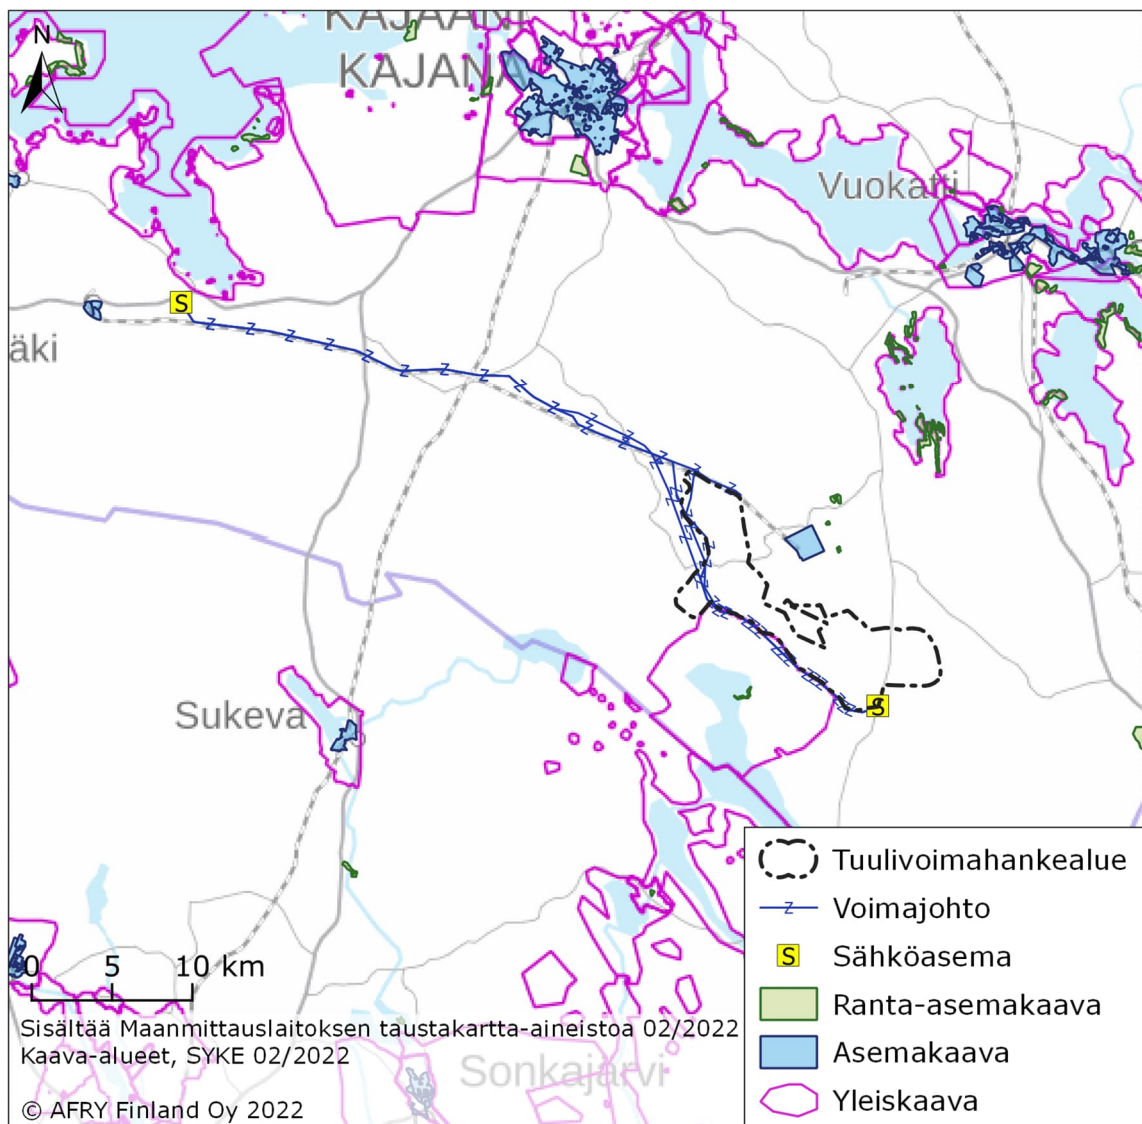 N
KAJAANI
KAJANA
Vuokatti
S
äki
Sukeva
S
Tuulivoimahankealue
Z Voimajohto
S Sähköasema
Ranta-asemakaava
Asemakaava
Yleiskaava
0 5 10 km
Sisältää Maanmittauslaitoksen taustakartta-aineistoa 02/2022
Kaava-alueet, SYKE 02/2022
Sonkajärvi
© AFRY Finland Oy 2022